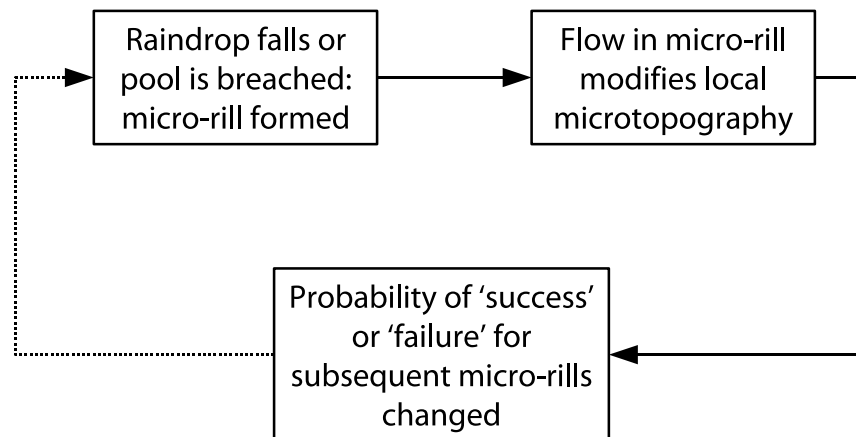 Raindrop falls or
pool is breached:
micro-rill formed
Flow in micro-rill
modifies local
microtopography
Probability of ‘success’
or ‘failure’ for
subsequent micro-rills
changed